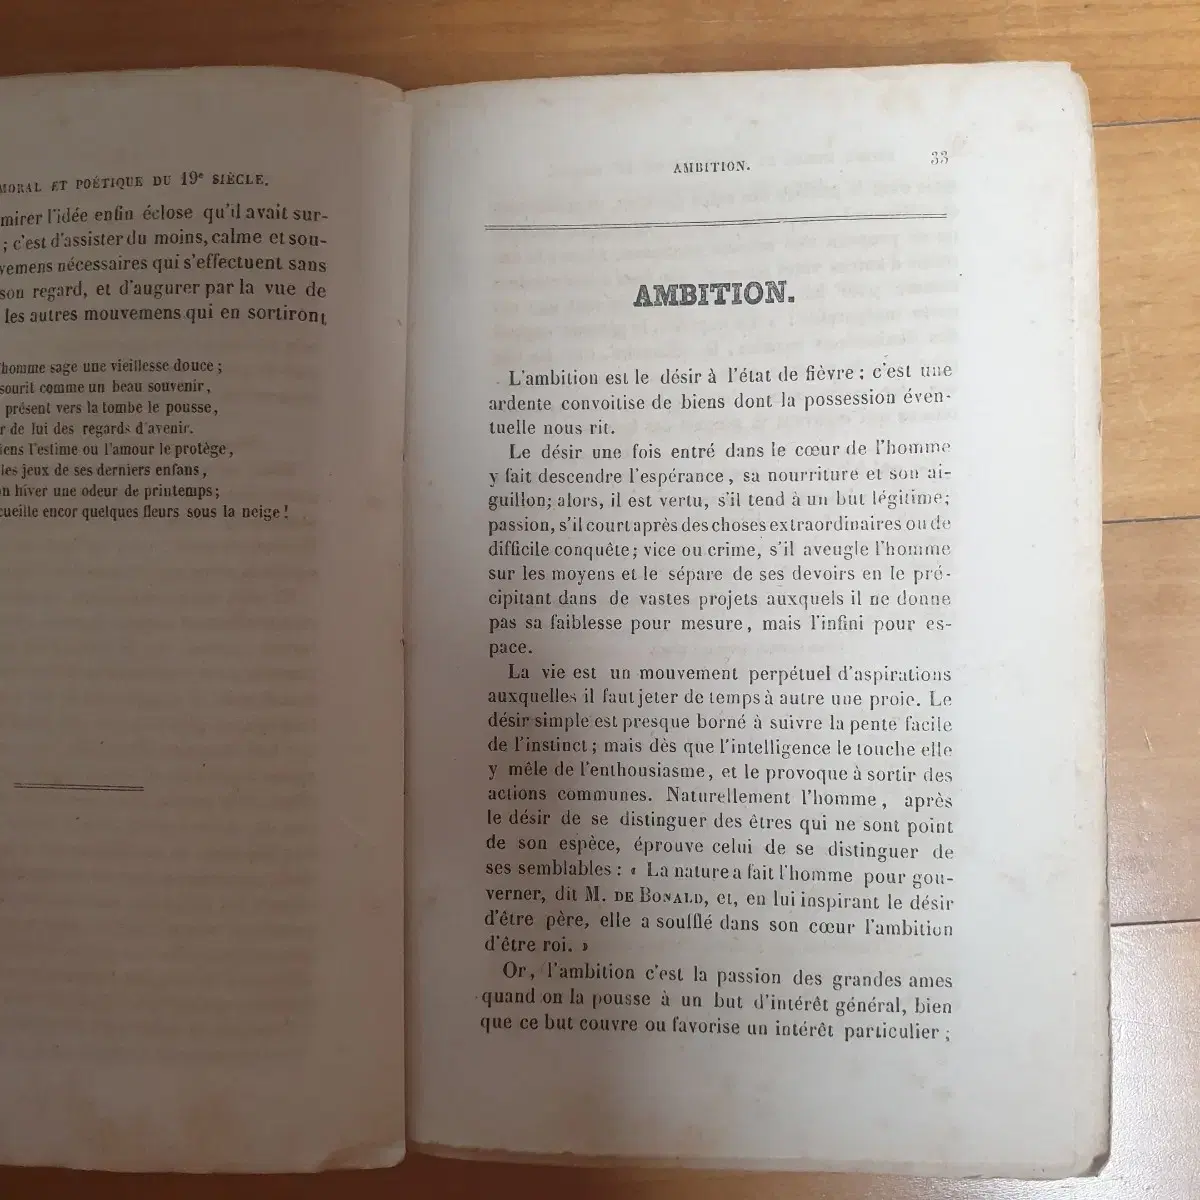 MORAL ET POÉTIQUE DU 19e SIÈCLE.
mirer l'idée enfin éclose qu'il avait sur-
; c'est d'assister du moins, calme et sou-
vemens nécessaires qui s'effectuent sans
son regard, et d'augurer par la vue de
les autres mouvemens qui en sortiront
homme sage une vieillesse douce ;
sourit comme un beau souvenir,
présent vers la tombe le pousse,
r de lui des regards d'avenir.
iens l'estime ou l'amour le protège,
les jeux de ses derniers enfans,
n hiver une odeur de printemps ;
cueille encor quelques fleurs sous la neige !
AMBITION. 33
AMBITION.
L'ambition est le désir à l'état de fièvre ; c'est une
ardente convoitise de biens dont la possession éven-
tuelle nous rit.
Le désir une fois entré dans le cœur de l'homme
y fait descendre l'espérance, sa nourriture et son ai-
guillon; alors, il est vertu, s'il tend à un but légitime;
passion, s'il court après des choses extraordinaires ou de
difficile conquête; vice ou crime, s'il aveugle l'homme
sur les moyens et le sépare de ses devoirs en le pré-
cipitant dans de vastes projets auxquels il ne donne
pas sa faiblesse pour mesure, mais l'infini pour es-
pace.
La vie est un mouvement perpétuel d'aspirations
auxquelles il faut jeter de temps à autre une proie. Le
désir simple est presque borné à suivre la pente facile
de l'instinct ; mais dès que l'intelligence le touche elle
y mêle de l'enthousiasme, et le provoque à sortir des
actions communes. Naturellement l'homme, après
le désir de se distinguer des êtres qui ne sont point
de son espèce, éprouve celui de se distinguer de
ses semblables : « La nature a fait l'homme pour gou-
verner, dit M. DE BONALD, et, en lui inspirant le désir
d'être père, elle a soufflé dans son cœur l'ambition
d'être roi. »
Or, l'ambition c'est la passion des grandes ames
quand on la pousse à un but d'intérêt général, bien
que ce but couvre ou favorise un intérêt particulier ;